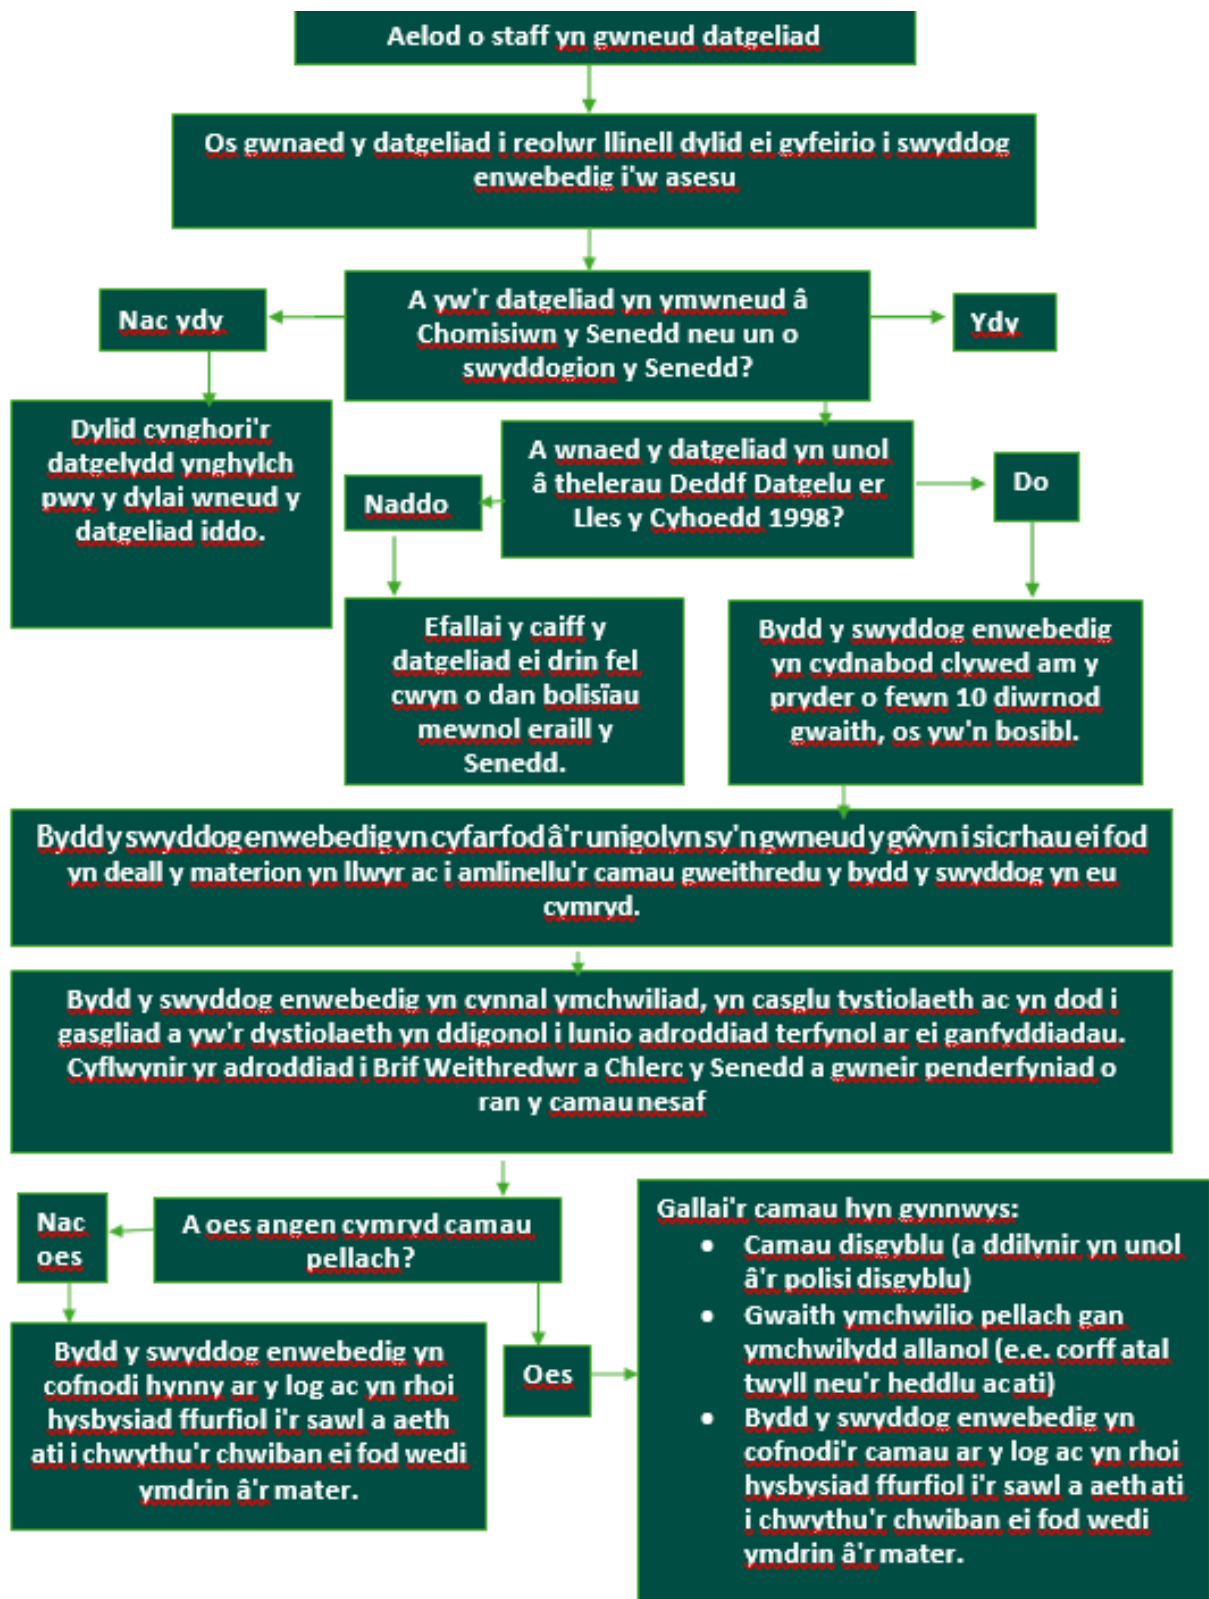 Aelod o staff yn gwneud datgeliad
Os gwnaed y datgeliad i reolwr llinell dylid ei gyfeirio i swyddog
enwebedig i'w asesu
A yw'r datgeliad yn ymwneud â
Chomisiwn y Senedd neu un o
swyddogion y Senedd?
Nac ydy
Ydy
Dylid cynghori'r
datgelydd ynghylch
pwy y dylai wneud y
datgeliad iddo.
A wnaed y datgeliad yn unol
â thelerau Deddf Datgelu er
Lles y Cyhoedd 1998?
Naddo
Do
Efallai y caiff y
datgeliad ei drin fel
cwyn o dan bolisïau
mewnol eraill y
Senedd.
Bydd y swyddog enwebedig
yn cydnabod clywed am y
pryder o fewn 10 diwrnod
gwaith, os yw'n bosibl.
Bydd y swyddog enwebedig yn cyfarfod â'r unigolyn sy'n gwneud y gŵyn i sicrhau ei fod
yn deall y materion yn llwyr ac i amlinellu'r camau gweithredu y bydd y swyddog yn eu
cymryd.
Bydd y swyddog enwebedig yn cynnal ymchwiliad, yn casglu tystiolaeth ac yn dod i
gasgliad a yw'r dystiolaeth yn ddigonol i lunio adroddiad terfynol ar ei ganfyddiadau.
Cyflwynir yr adroddiad i Brif Weithredwr a Chlerc y Senedd a gwneir penderfyniad o
ran y camau nesaf
A oes angen cymryd camau
pellach?
Nac
oes
Bydd y swyddog enwebedig yn
cofnodi hynny ar y log ac yn rhoi
hysbysiad ffurfiol i'r sawl a aeth
ati i chwythu'r chwiban ei fod wedi
ymdrin â'r mater.
Oes
Gallai'r camau hyn gynnwys:
• Camau disgyblu (a ddilynir yn unol
â'r polisi disgyblu)
• Gwaith ymchwilio pellach gan
ymchwilydd allanol (e.e. corff atal
twyll neu'r heddlu ac ati)
• Bydd y swyddog enwebedig yn
cofnodi'r camau ar y log ac yn rhoi
hysbysiad ffurfiol i'r sawl a aeth ati
i chwythu'r chwiban ei fod wedi
ymdrin â'r mater.